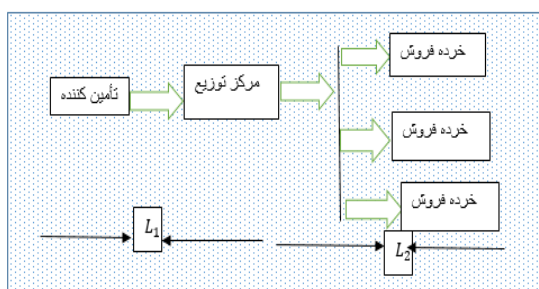 خرده فروش
مرکز توزیع
تأمین کننده
خرده فروش
خرده فروش
L₁
L₂